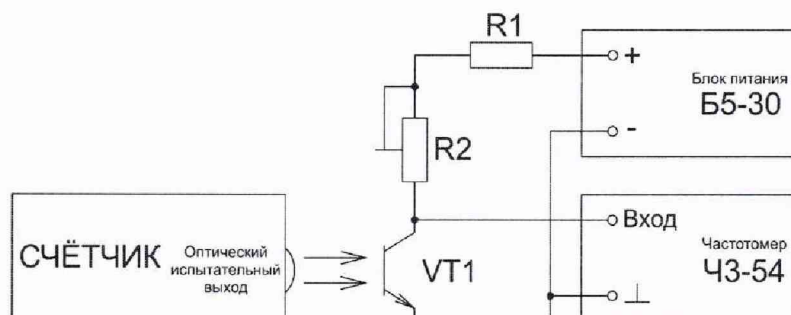 R1
+
Блок питания
Б5-30
-
R2
Вход
СЧЁТЧИК
Оптический
испытательный
выход
VT1
Частотомер
Ч3-54